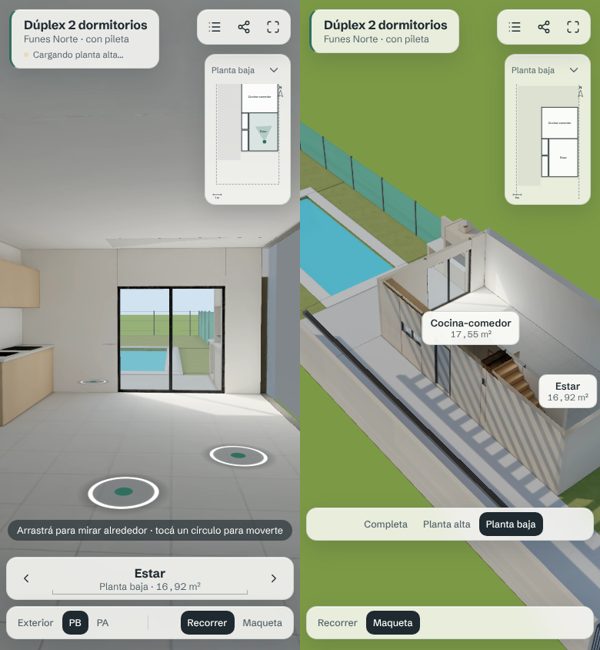 Dúplex 2 dormitorios
Funes Norte · con pileta
Cargando planta alta...
Planta baja
Cocina-comedor
Arrastrá para mirar alrededor · tocá un círculo para moverte
Estar
Planta baja · 16,92 m²
Exterior
PB
PA
Recorrer
Maqueta
Dúplex 2 dormitorios
Funes Norte · con pileta
Planta baja
Cocina-comedor
Estar
Cocina-comedor
17,55 m²
Estar
16,92 m²
Completa
Planta alta
Planta baja
Recorrer
Maqueta